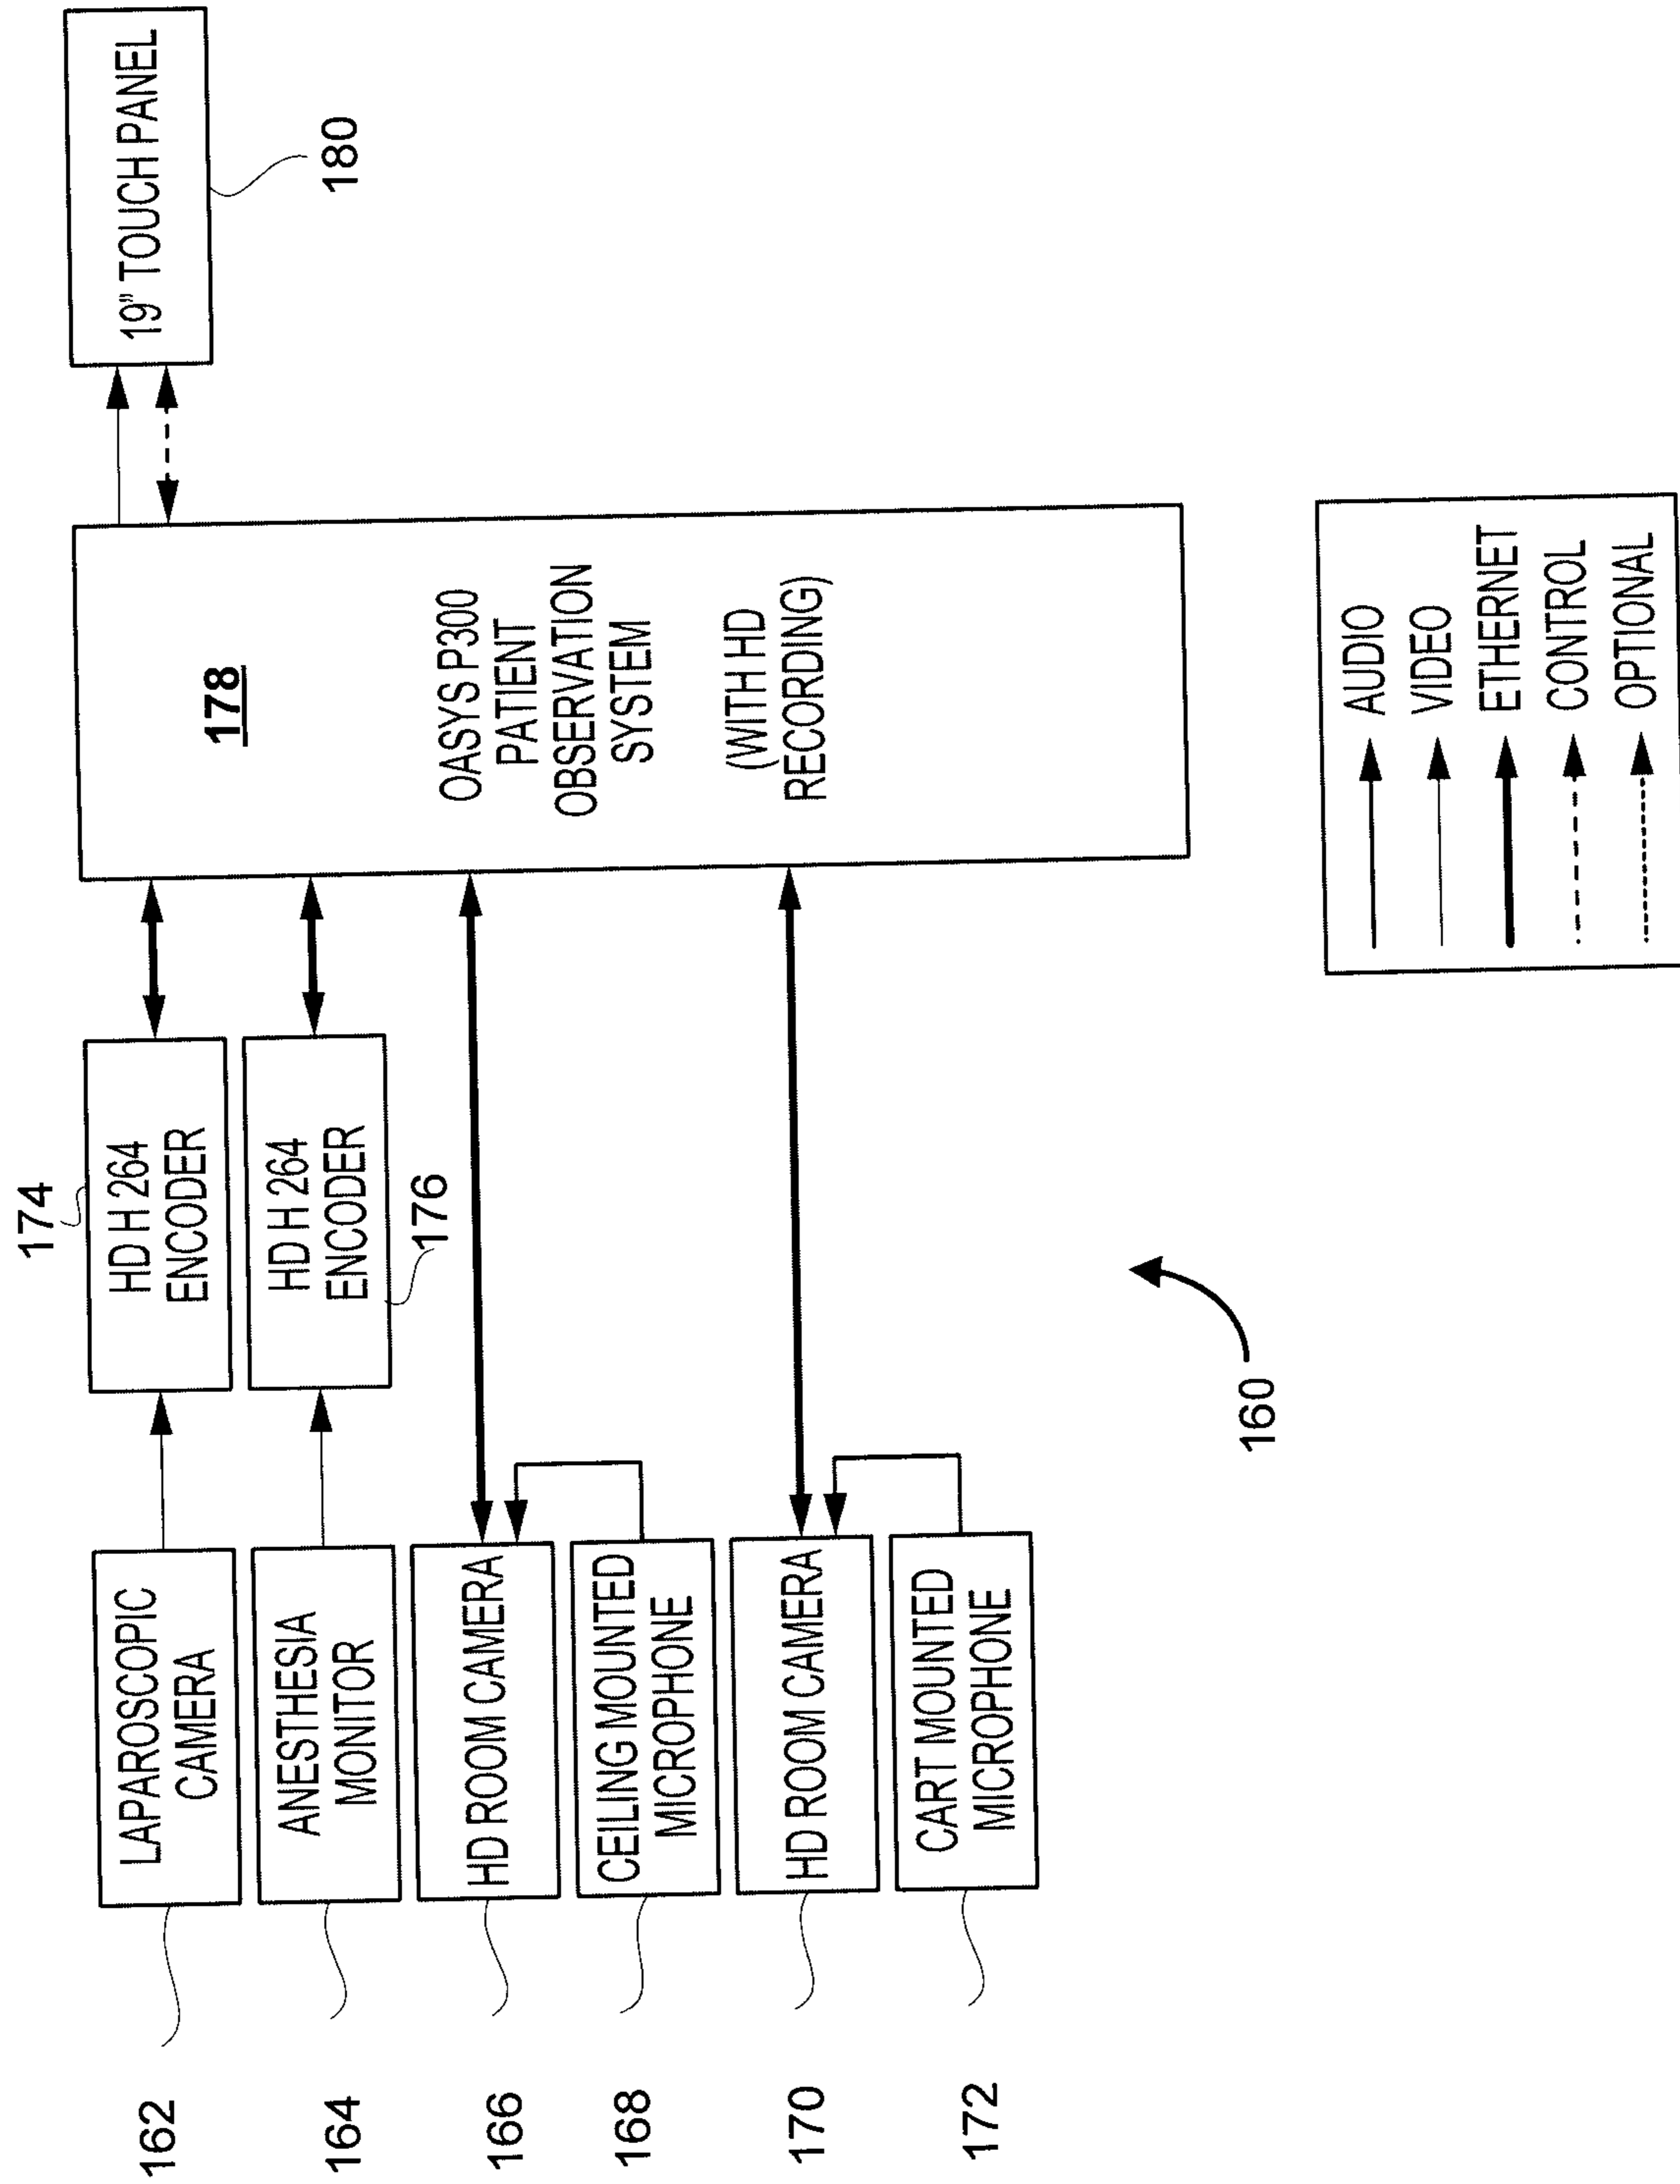 162
LAPAROSCOPIC
CAMERA
174
HD H 264
ENCODER
164
ANESTHESIA
MONITOR
HD H 264
ENCODER
176
166
HD ROOM CAMERA
168
CEILING MOUNTED
MICROPHONE
170
HD ROOM CAMERA
172
CART MOUNTED
MICROPHONE
178
OASYS P300
PATIENT
OBSERVATION
SYSTEM
(WITH HD
RECORDING)
19" TOUCH PANEL
180
160
AUDIO
VIDEO
ETHERNET
CONTROL
OPTIONAL